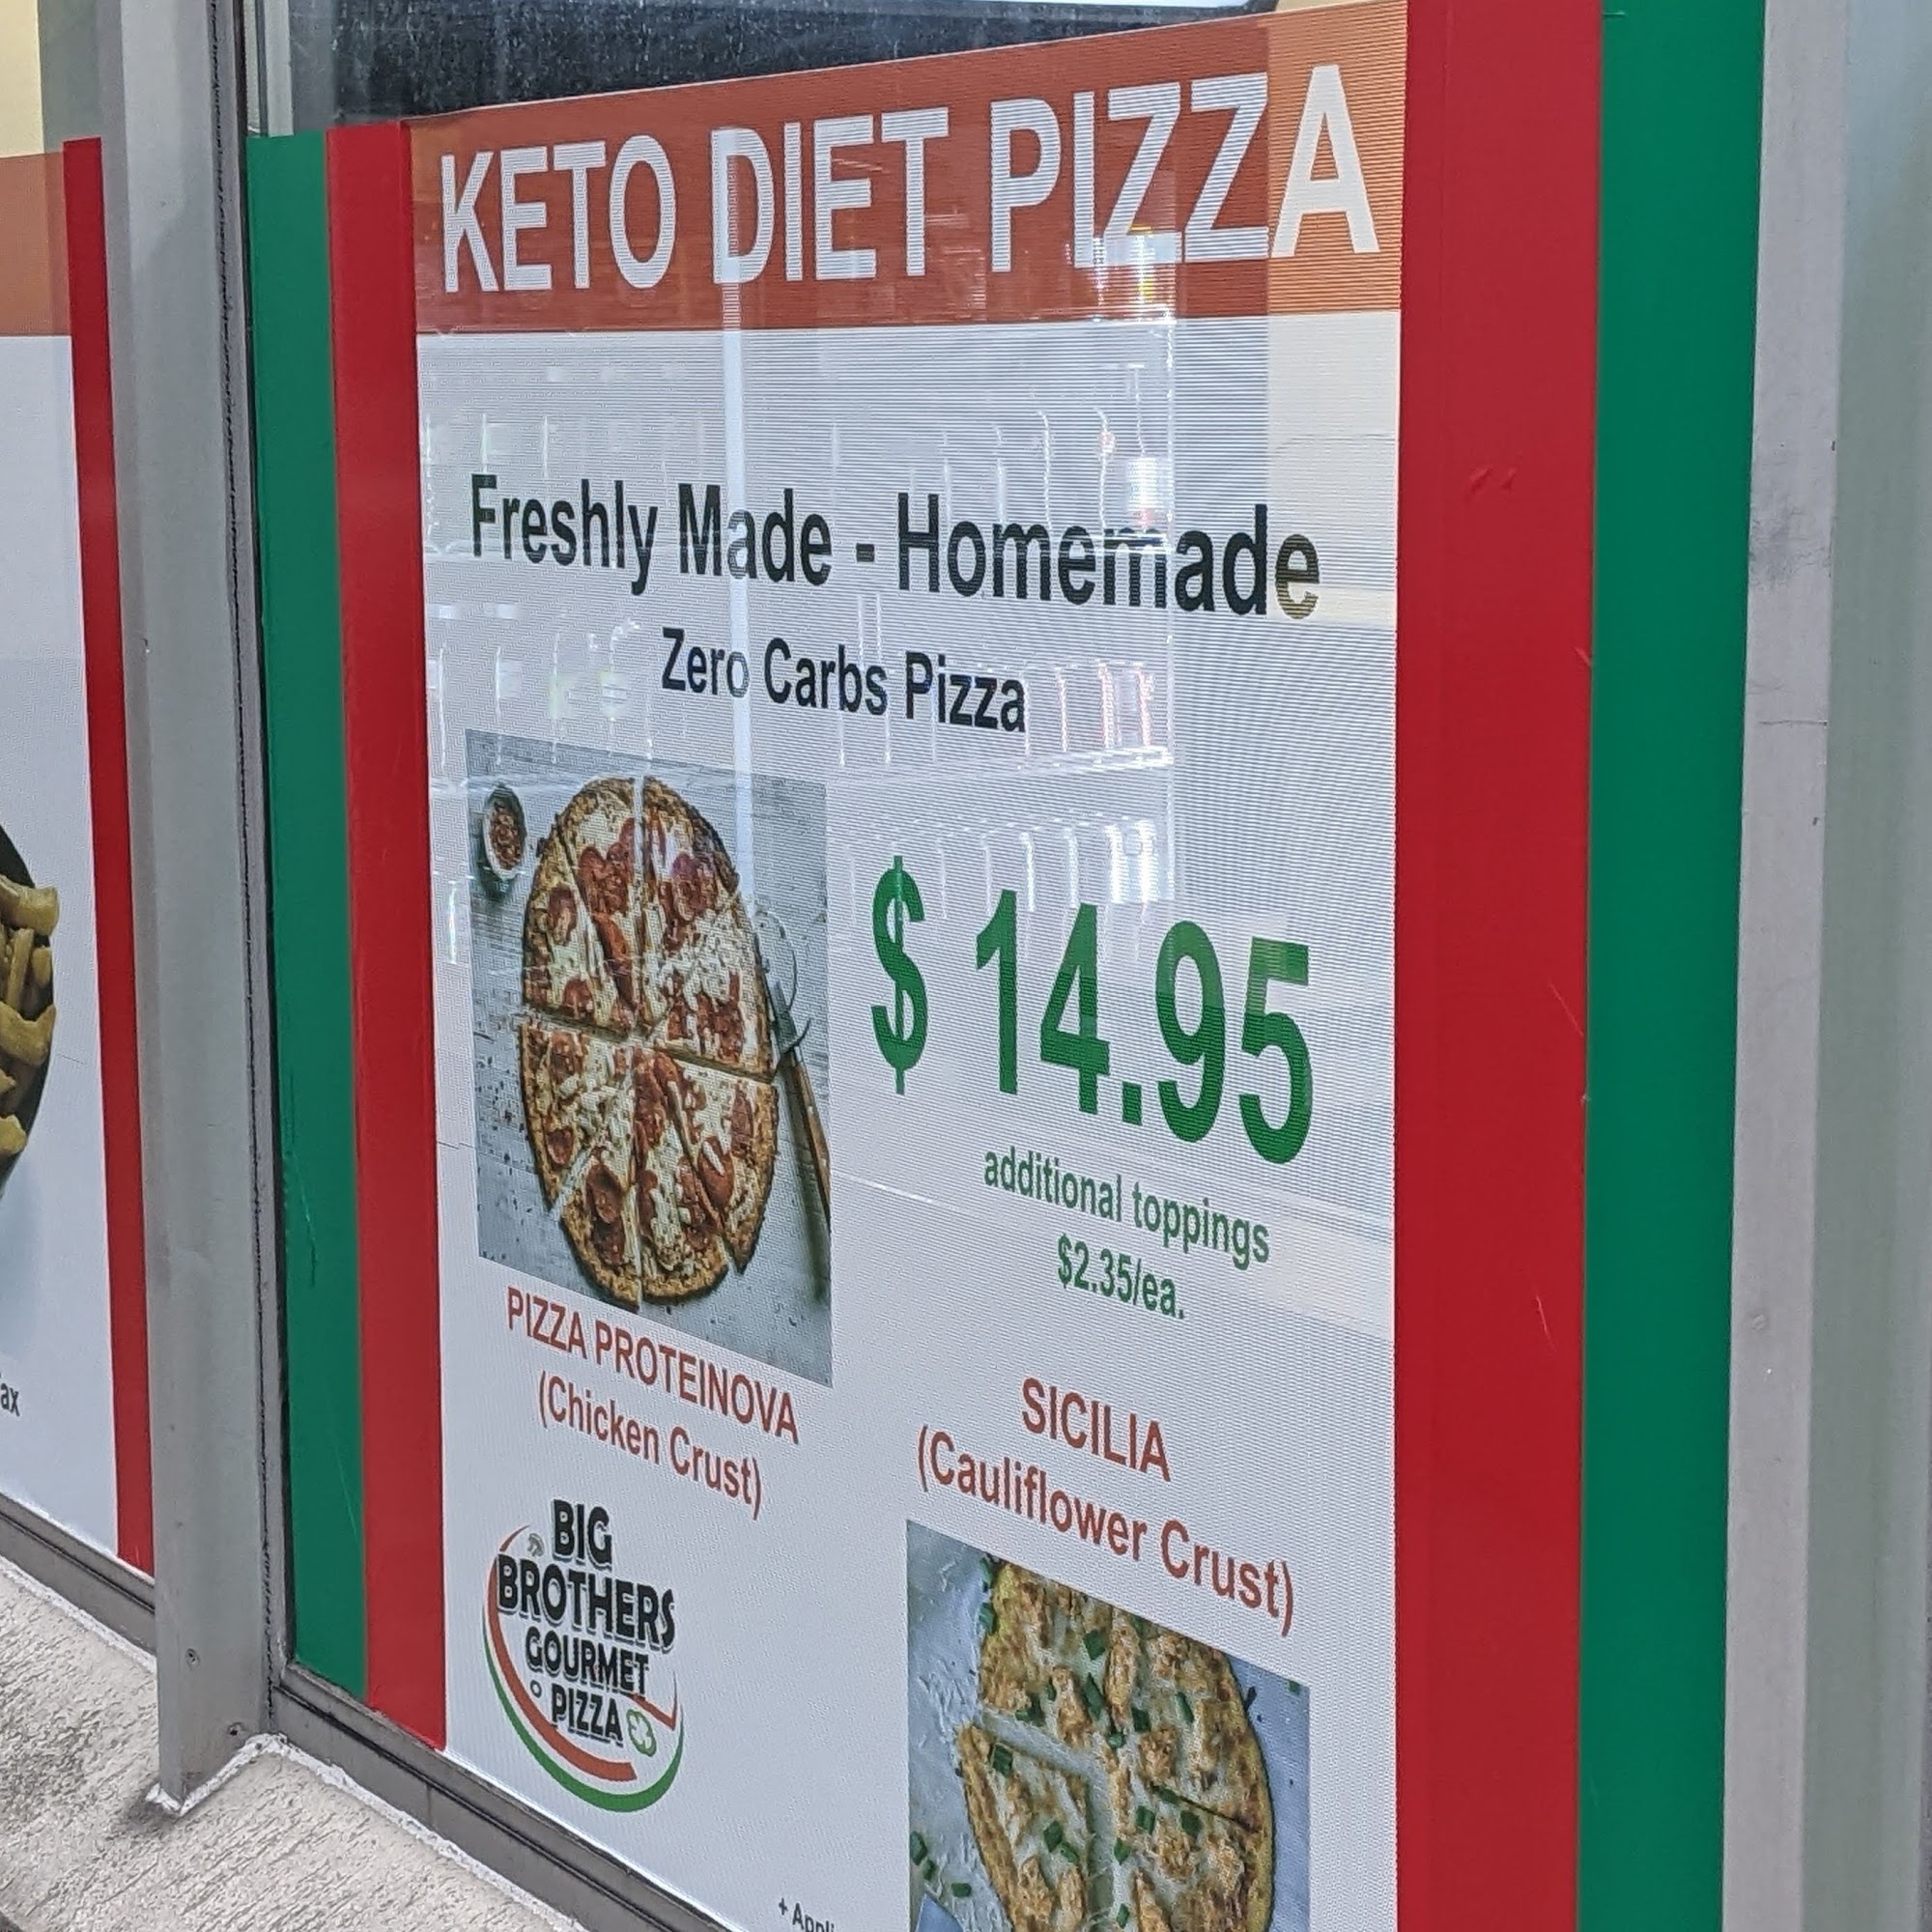 KETO DIET PIZZA
Freshly Made - Homemade
Zero Carbs Pizza
$ 14.95
additional toppings
$2.35/ea.
PIZZA PROTEINOVA
(Chicken Crust)
SICILIA
(Cauliflower Crust)
BIG
BROTHERS
GOURMET
PIZZA